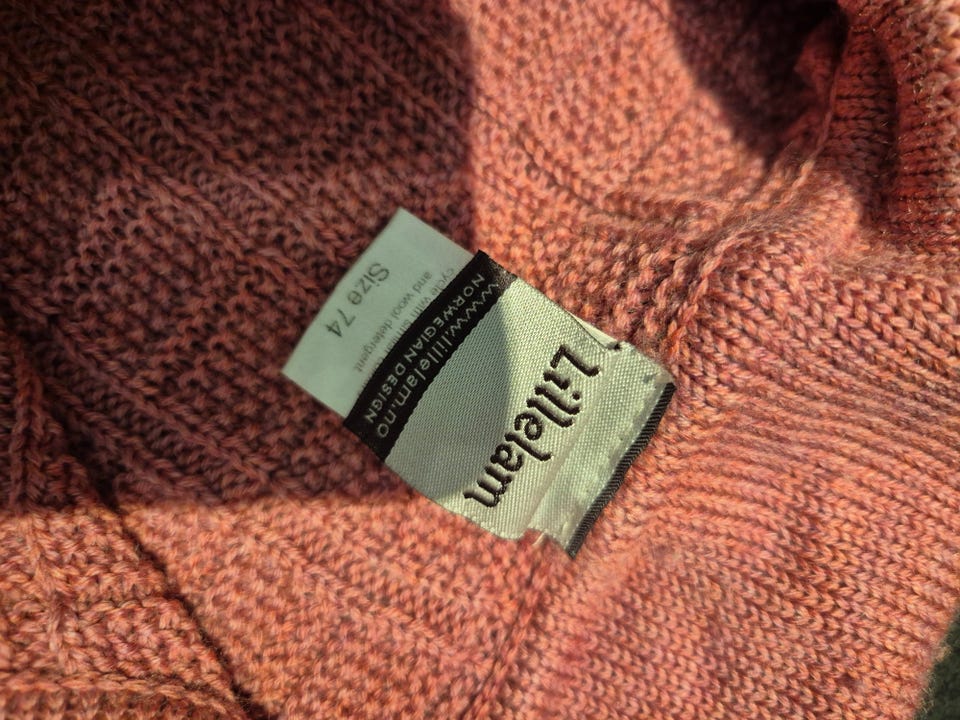 Lillelam
NORWEGIAN DESIGN
www.lillelam.no
and wool detergent
Size 74